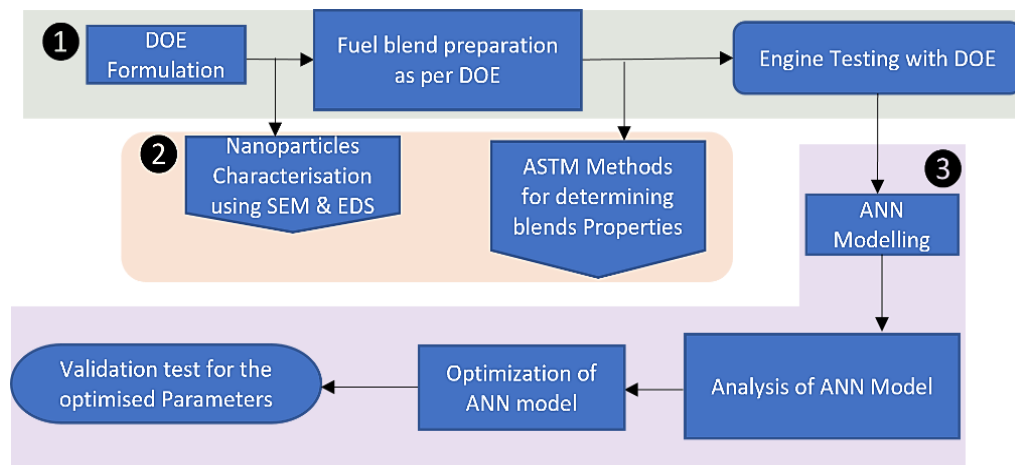 1
DOE
Formulation
Fuel blend preparation
as per DOE
Engine Testing with DOE
2
Nanoparticles
Characterisation
using SEM & EDS
ASTM Methods
for determining
blends Properties
3
ANN
Modelling
Validation test for the
optimised Parameters
Optimization of
ANN model
Analysis of ANN Model